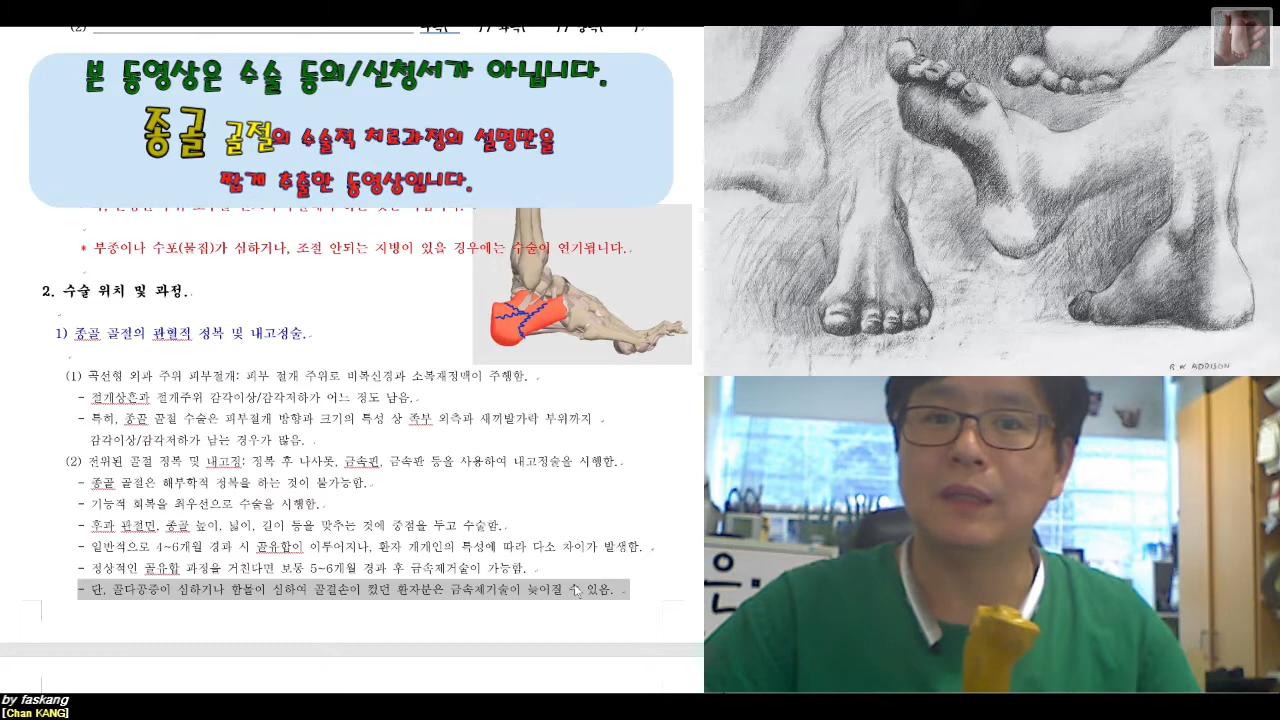 본 동영상은 수술 동의/신청서가 아닙니다.
종골 골절의 수술적 치료과정의 설명만을
짧게 추출한 동영상입니다.
* 부종이나 수포(물집)가 심하거나, 조절 안되는 지병이 있을 경우에는 수술이 연기됩니다.
2. 수술 위치 및 과정.
1) 종골 골절의 관혈적 정복 및 내고정술.
(1) 곡선형 외과 주위 피부절개: 피부 절개 주위로 비복신경과 소복재정맥이 주행함.
- 절개상흔과 절개주위 감각이상/감각저하가 어느 정도 남음.
- 특히, 종골 골절 수술은 피부절개 방향과 크기의 특성 상 족부 외측과 새끼발가락 부위까지
감각이상/감각저하가 남는 경우가 많음.
(2) 전위된 골절 정복 및 내고정: 정복 후 나사못, 금속핀, 금속판 등을 사용하여 내고정술을 시행함.
- 종골 골절은 해부학적 정복을 하는 것이 불가능함.
- 기능적 회복을 최우선으로 수술을 시행함.
- 후과 관절면, 종골 높이, 넓이, 길이 등을 맞추는 것에 중점을 두고 수술함.
- 일반적으로 4~6개월 경과 시 골유합이 이루어지나, 환자 개개인의 특성에 따라 다소 차이가 발생함.
- 정상적인 골유합 과정을 거친다면 보통 5~6개월 경과 후 금속제거술이 가능함.
- 단, 골다공증이 심하거나 함몰이 심하여 골결손이 컸던 환자분은 금속제거술이 늦어질 수 있음.
R W ADDISON
은.
by faskang
[Chan KANG]